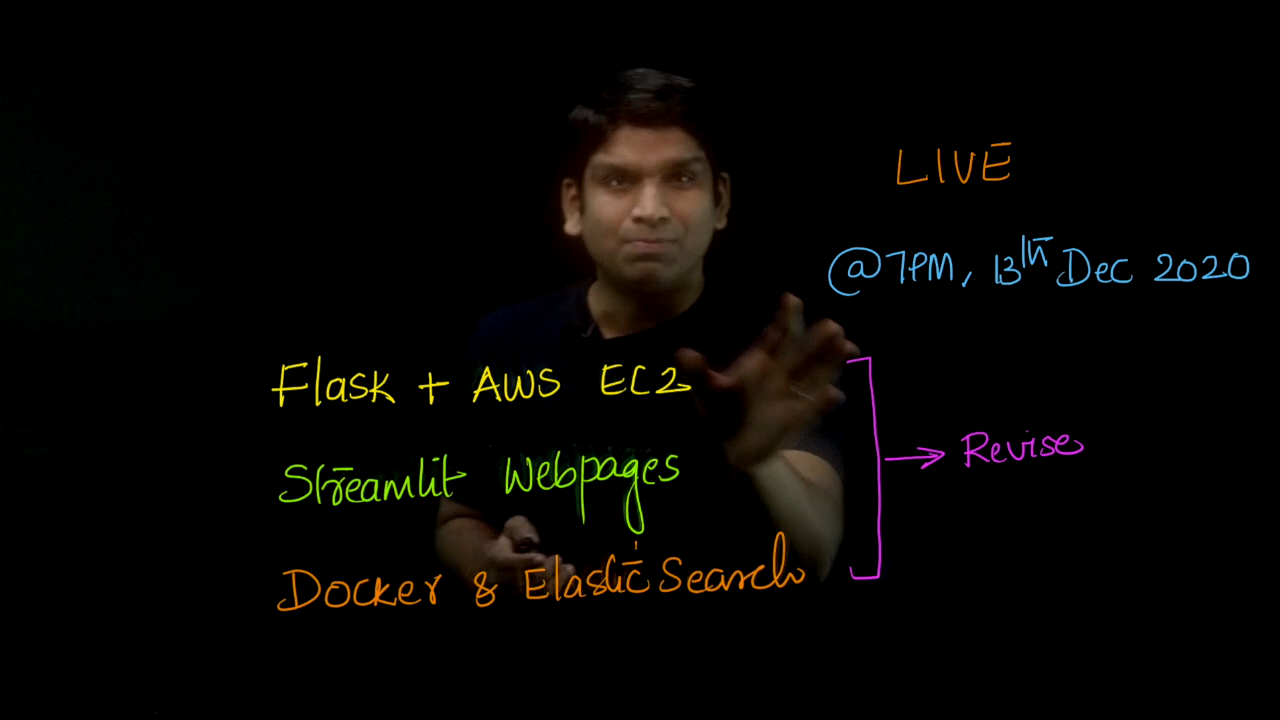 LIVE
@7PM, 13th Dec 2020
Flask + AWS EC2
Streamlit Webpages
Docker & ElasticSearch
→ Revise